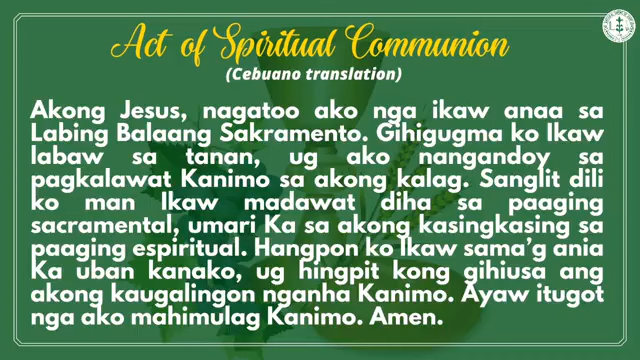 Act of Spiritual Communion
(Cebuano translation)
Akong Jesus, nagatoo ako nga ikaw anaa sa
Labing Balaang Sakramento. Gihigugma ko Ikaw
labaw sa tanan, ug ako nangandoy sa
pagkalawat Kanimo sa akong kalag. Sanglit dili
ko man Ikaw madawat diha sa paaging
sacramental, umari Ka sa akong kasingkasing sa
paaging espiritual. Hangpon ko Ikaw sama’g ania
Ka uban kanako, ug hingpit kong gihiusa ang
akong kaugalingon nganha Kanimo. Ayaw itugot
nga ako mahimulag Kanimo. Amen.